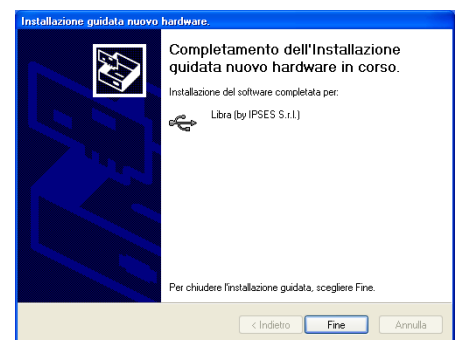 Installazione guidata nuovo hardware.
Completamento dell'Installazione
guidata nuovo hardware in corso.
Installazione del software completata per:
Libra (by IPSES S.r.l.)
Per chiudere l'installazione guidata, scegliere Fine.
< Indietro
Fine
Annulla